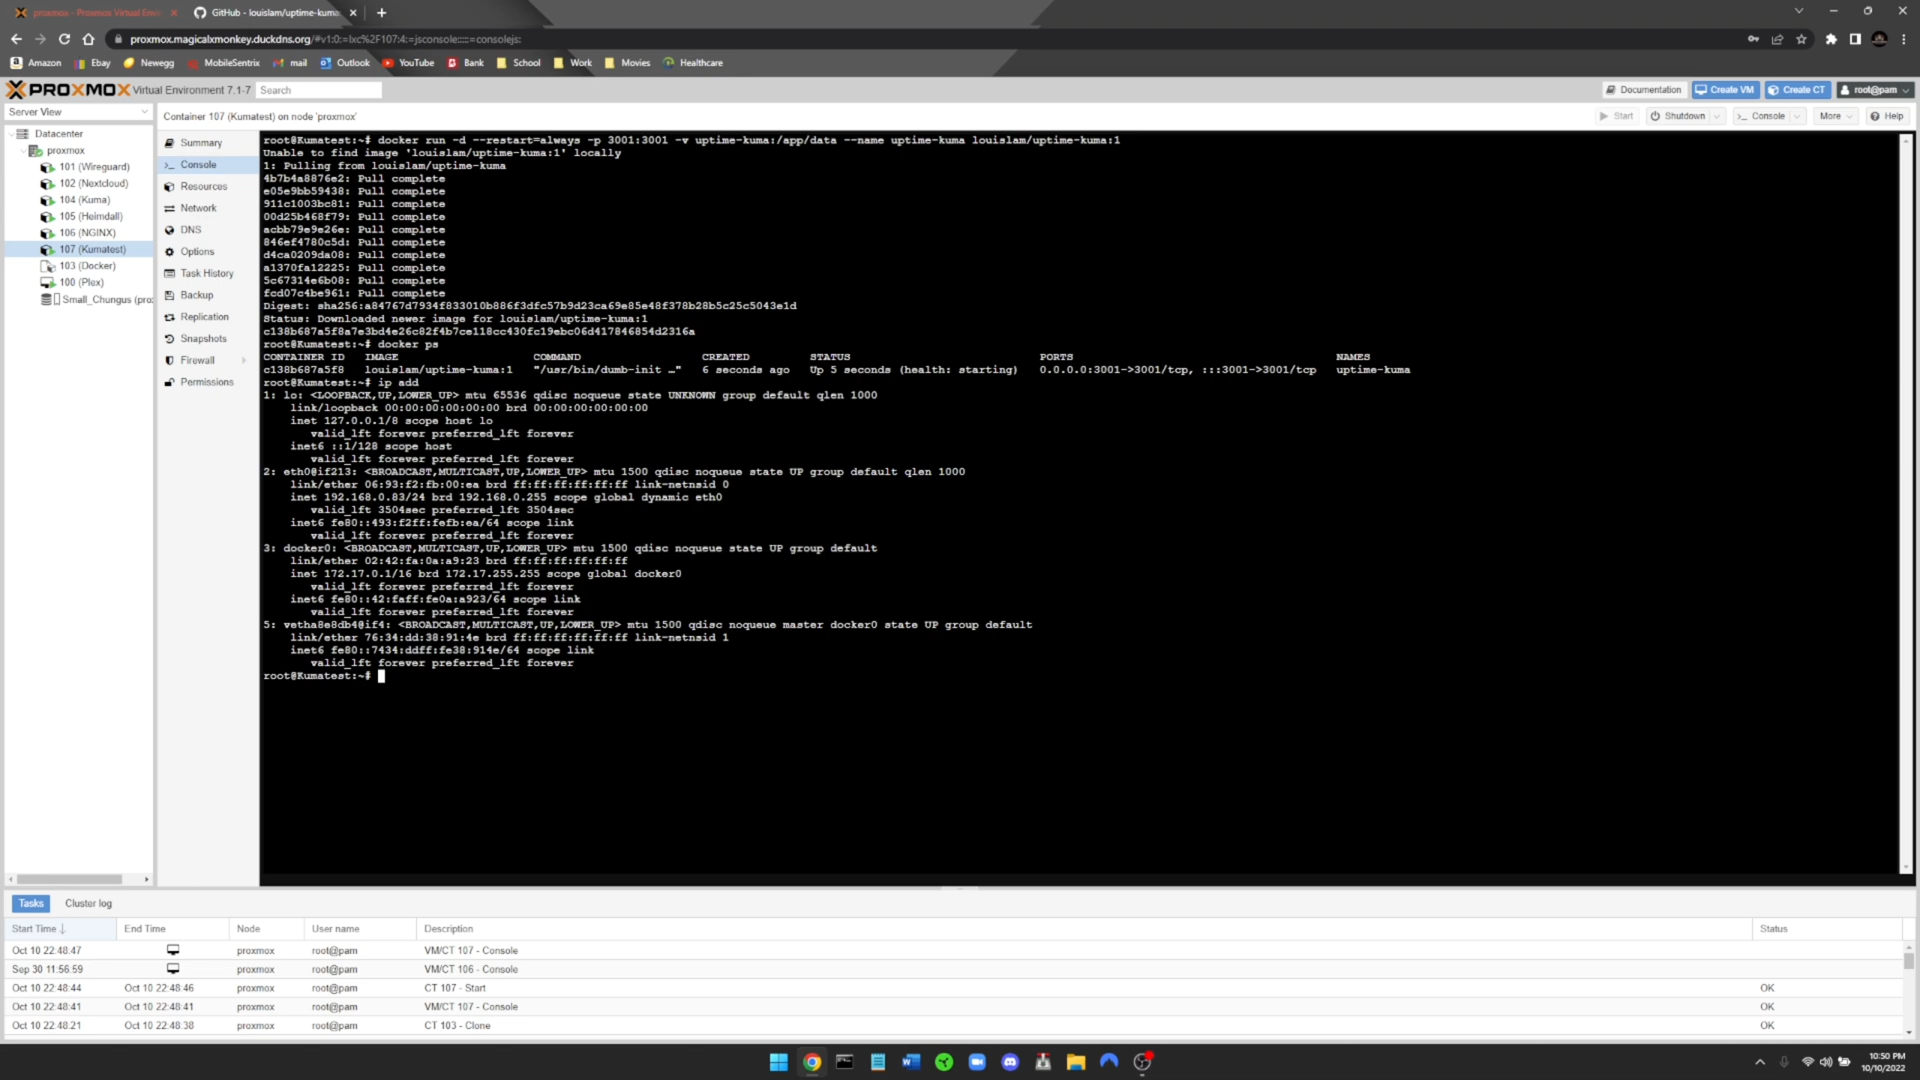 proxmox - Proxmox Virtual Envir
GitHub - louislam/uptime-kuma
proxmox.magicalxmonkey.duckdns.org/#v1:0:=lxc%2F107:4:=jsconsole:::::=consolejs:
Amazon
Ebay
Newegg
MobileSentrix
mail
Outlook
YouTube
Bank
School
Work
Movies
Healthcare
PROXMOX Virtual Environment 7.1-7
Search
Documentation
Create VM
Create CT
root@pam
Server View
Container 107 (Kumatest) on node 'proxmox'
Start
Shutdown
>_ Console
More
Help
Datacenter
proxmox
101 (Wireguard)
102 (Nextcloud)
104 (Kuma)
105 (Heimdall)
106 (NGINX)
107 (Kumatest)
103 (Docker)
100 (Plex)
Small_Chungus (pro
Summary
>_ Console
Resources
Network
DNS
Options
Task History
Backup
Replication
Snapshots
Firewall
Permissions
root@Kumatest:~# docker run -d --restart=always -p 3001:3001 -v uptime-kuma:/app/data --name uptime-kuma louislam/uptime-kuma:1
Unable to find image 'louislam/uptime-kuma:1' locally
1: Pulling from louislam/uptime-kuma
4b7b4a8876e2: Pull complete
e05e9bb59438: Pull complete
911c1003bc81: Pull complete
00d25b468f79: Pull complete
acbb79e9e26e: Pull complete
846ef4780c5d: Pull complete
d4ca0209da08: Pull complete
a1370fa12225: Pull complete
5c67314e6b08: Pull complete
fcd07c4be961: Pull complete
Digest: sha256:a84767d7934f833010b886f3dfc57b9d23ca69e85e48f378b28b5c25c5043e1d
Status: Downloaded newer image for louislam/uptime-kuma:1
c138b687a5f8a7e3bd4e26c82f4b7ce118cc430fc19ebc06d417846854d2316a
root@Kumatest:~# docker ps
CONTAINER ID   IMAGE                    COMMAND                  CREATED         STATUS                            PORTS                                       NAMES
c138b687a5f8   louislam/uptime-kuma:1   "/usr/bin/dumb-init …"   6 seconds ago   Up 5 seconds (health: starting)   0.0.0.0:3001->3001/tcp, :::3001->3001/tcp   uptime-kuma
root@Kumatest:~# ip add
1: lo: <LOOPBACK,UP,LOWER_UP> mtu 65536 qdisc noqueue state UNKNOWN group default qlen 1000
link/loopback 00:00:00:00:00:00 brd 00:00:00:00:00:00
inet 127.0.0.1/8 scope host lo
valid_lft forever preferred_lft forever
inet6 ::1/128 scope host
valid_lft forever preferred_lft forever
2: eth0@if213: <BROADCAST,MULTICAST,UP,LOWER_UP> mtu 1500 qdisc noqueue state UP group default qlen 1000
link/ether 06:93:f2:fb:00:ea brd ff:ff:ff:ff:ff:ff link-netnsid 0
inet 192.168.0.83/24 brd 192.168.0.255 scope global dynamic eth0
valid_lft 3504sec preferred_lft 3504sec
inet6 fe80::493:f2ff:fefb:ea/64 scope link
valid_lft forever preferred_lft forever
3: docker0: <BROADCAST,MULTICAST,UP,LOWER_UP> mtu 1500 qdisc noqueue state UP group default
link/ether 02:42:fa:0a:a9:23 brd ff:ff:ff:ff:ff:ff
inet 172.17.0.1/16 brd 172.17.255.255 scope global docker0
valid_lft forever preferred_lft forever
inet6 fe80::42:faff:fe0a:a923/64 scope link
valid_lft forever preferred_lft forever
5: vetha8e8db4@if4: <BROADCAST,MULTICAST,UP,LOWER_UP> mtu 1500 qdisc noqueue master docker0 state UP group default
link/ether 76:34:dd:38:91:4e brd ff:ff:ff:ff:ff:ff link-netnsid 1
inet6 fe80::7434:ddff:fe38:914e/64 scope link
valid_lft forever preferred_lft forever
root@Kumatest:~#
Tasks
Cluster log
Start Time ↓ End Time Node User name Description Status
Oct 10 22:48:47 proxmox root@pam VM/CT 107 - Console
Sep 30 11:56:59 proxmox root@pam VM/CT 106 - Console
Oct 10 22:48:44 Oct 10 22:48:46 proxmox root@pam CT 107 - Start OK
Oct 10 22:48:41 Oct 10 22:48:41 proxmox root@pam VM/CT 107 - Console OK
Oct 10 22:48:21 Oct 10 22:48:38 proxmox root@pam CT 103 - Clone OK
10:50 PM
10/10/2022